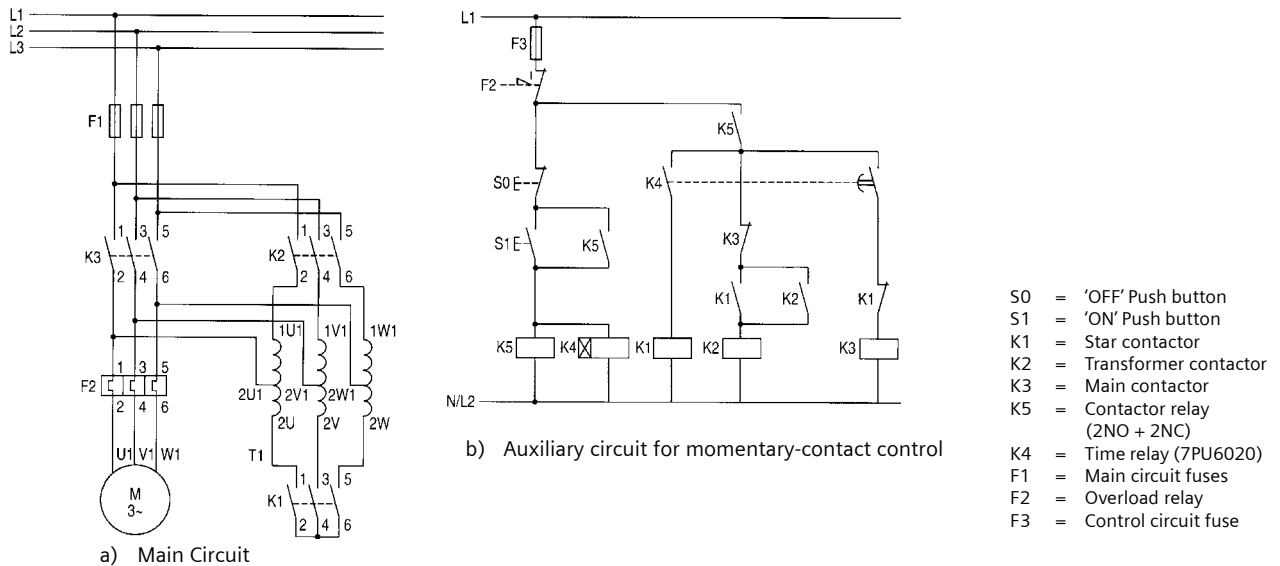 L1
L2
L3
F1
K3
1 3 5
2 4 6
K2
1 3 5
2 4 6
1U1 1V1 1W1
F2
1 3 5
2 4 6
2U1 2V1 2W1
2U 2V 2W
U1 V1 W1
T1
M
3~
K1
1 3 5
2 4 6
a) Main Circuit
L1
F3
F2
K5
S0 E
K4
S1 E
K5
K3
K1
K2
K1
K5
K4
K1
K2
K3
N/L2
b) Auxiliary circuit for momentary-contact control
S0 = 'OFF' Push button
S1 = 'ON' Push button
K1 = Star contactor
K2 = Transformer contactor
K3 = Main contactor
K5 = Contactor relay
(2NO + 2NC)
K4 = Time relay (7PU6020)
F1 = Main circuit fuses
F2 = Overload relay
F3 = Control circuit fuse